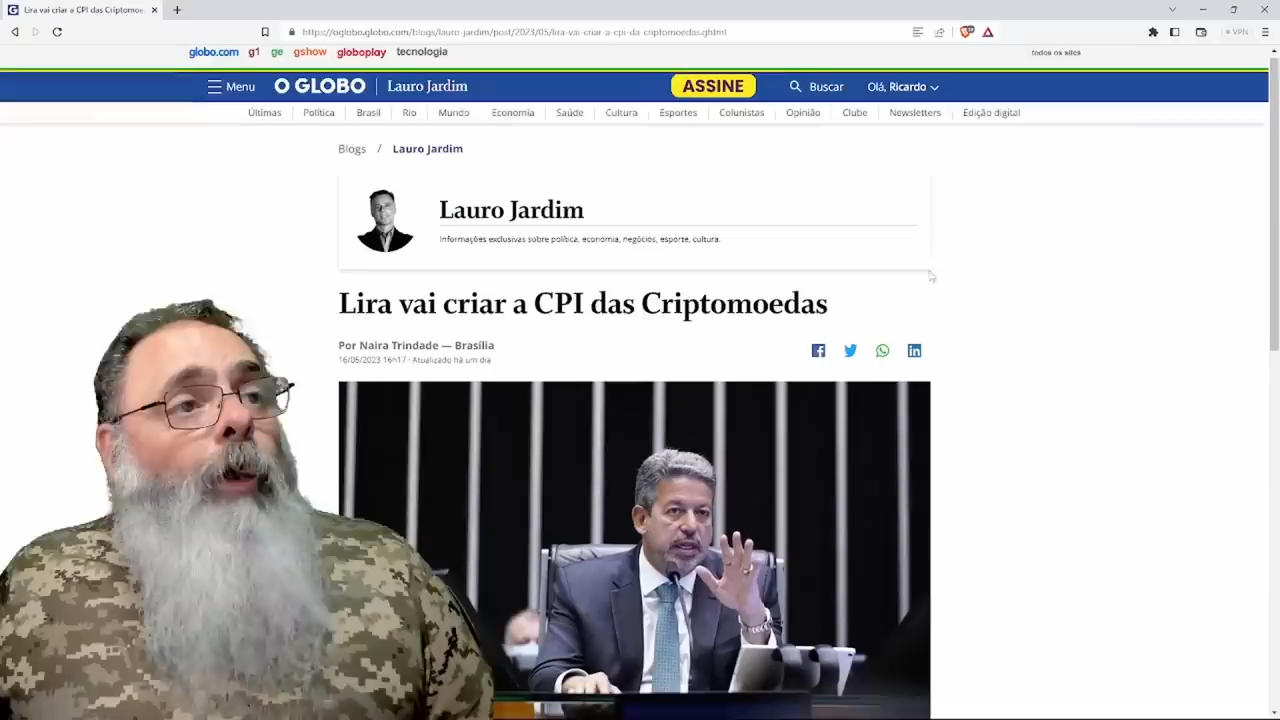 Lira vai criar a CPI das Criptomoe
https://oglobo.globo.com/blogs/lauro-jardim/post/2023/05/lira-vai-criar-a-cpi-da-criptomoedas.ghtml
VPN
globo.com g1 ge gshow globoplay tecnologia
todos os sites
Menu O GLOBO Lauro Jardim ASSINE Buscar Olá, Ricardo
Últimas Política Brasil Rio Mundo Economia Saúde Cultura Esportes Colunistas Opinião Clube Newsletters Edição digital
Blogs / Lauro Jardim
Lauro Jardim
Informações exclusivas sobre política, economia, negócios, esporte, cultura.
Lira vai criar a CPI das Criptomoedas
Por Naira Trindade — Brasília
16/05/2023 16h17 · Atualizado há um dia